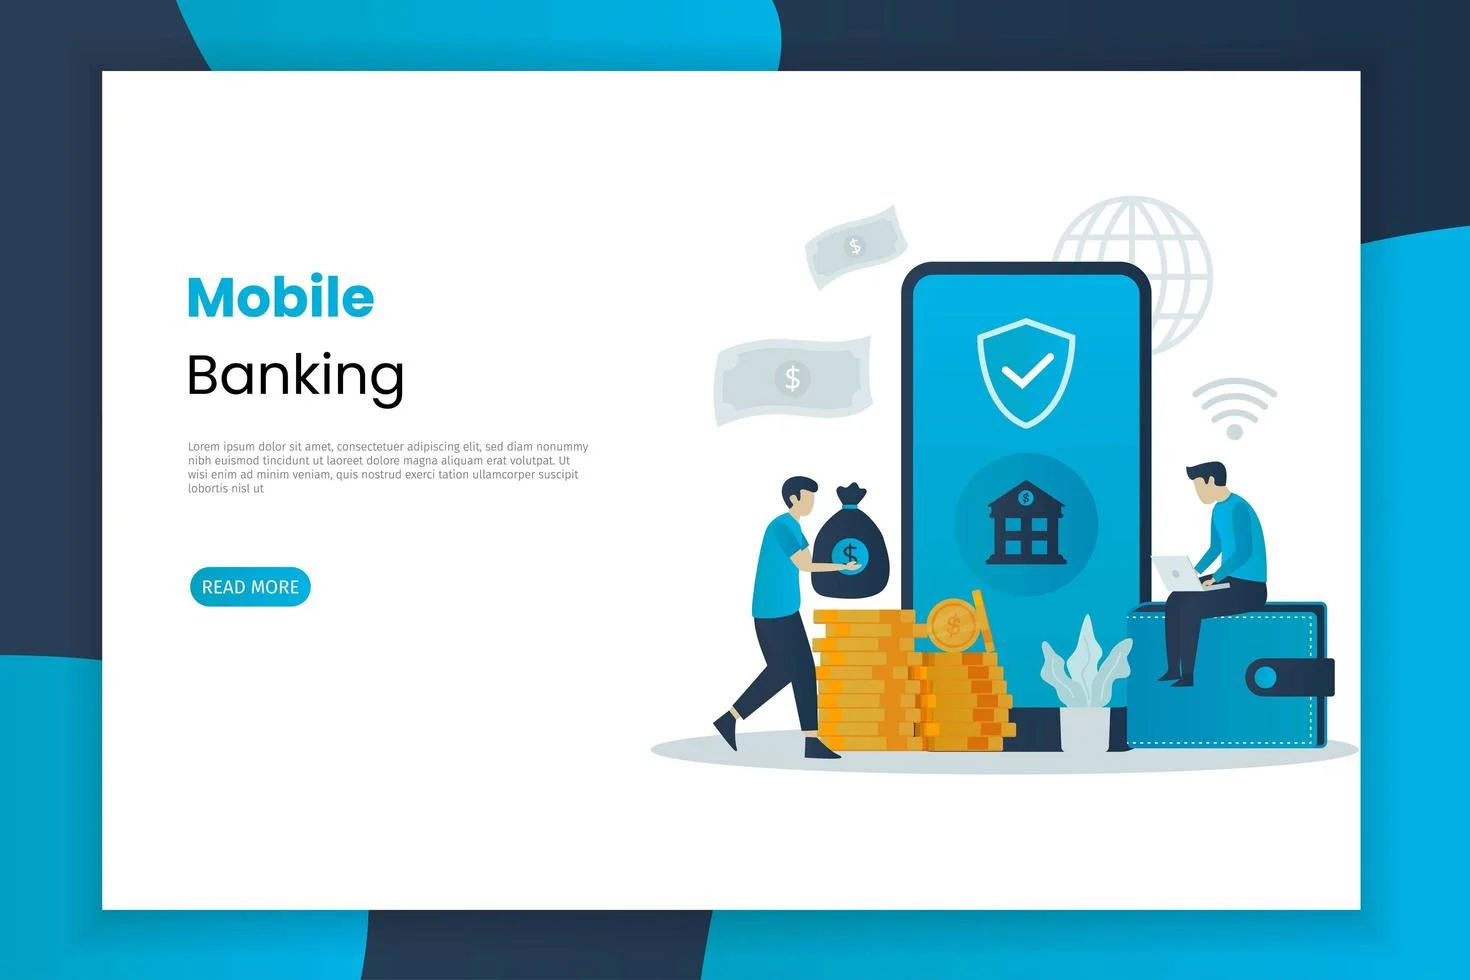 Mobile
Banking
Lorem ipsum dolor sit amet, consectetuer adipiscing elit, sed diam nonummy
nibh euismod tincidunt ut laoreet dolore magna aliquam erat volutpat. Ut
wisi enim ad minim veniam, quis nostrud exerci tation ullamcorper suscipit
lobortis nisl ut
READ MORE
$
$
$
$
$